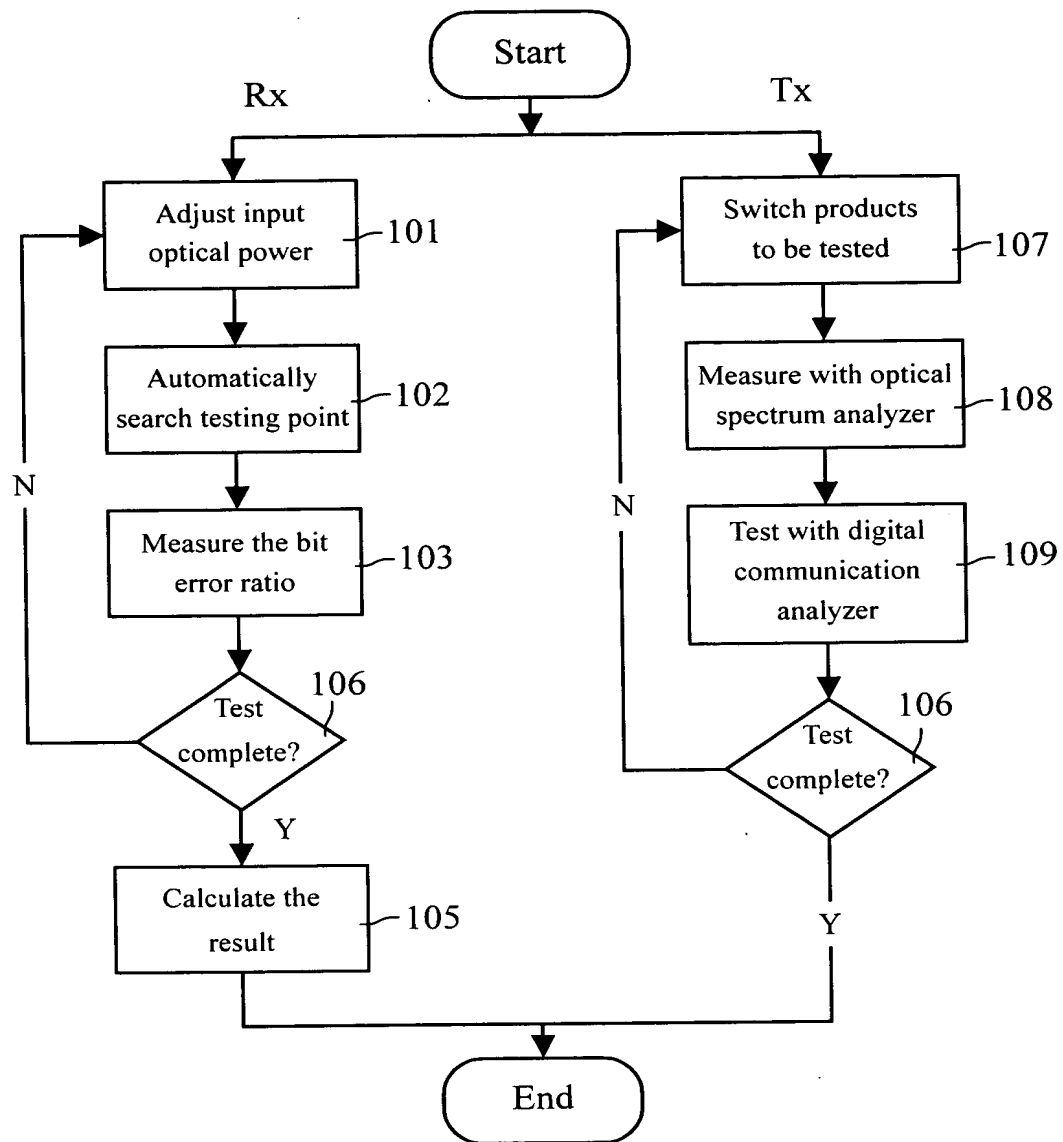 Start
Rx
Tx
Adjust input
optical power
101
Automatically
search testing point
102
Measure the bit
error ratio
103
N
Test
complete?
106
Y
Calculate the
result
105
Switch products
to be tested
107
Measure with optical
spectrum analyzer
108
Test with digital
communication
analyzer
109
N
Test
complete?
106
Y
End